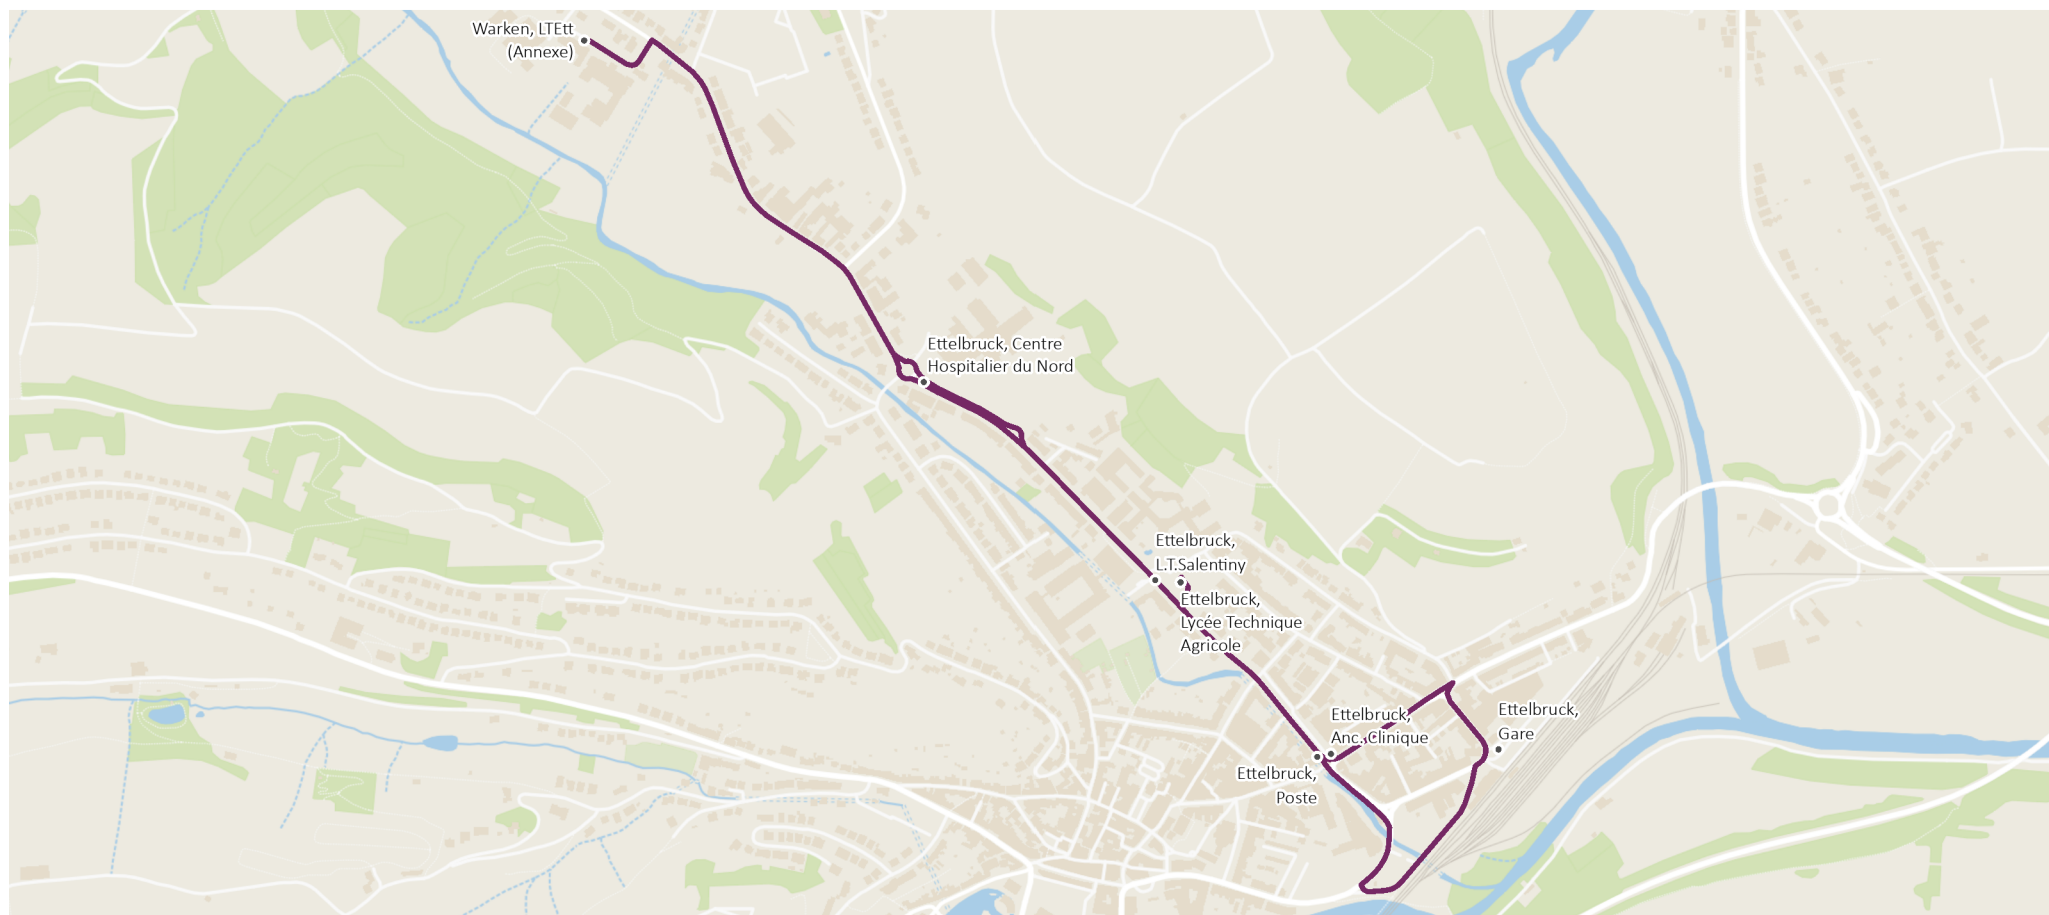 Warken, LTEtt
(Annexe)
Ettelbruck, Centre
Hospitalier du Nord
Ettelbruck,
L.T.Salentiny
Ettelbruck,
Lycée Technique
Agricole
Ettelbruck,
Anc. Clinique
Ettelbruck,
Gare
Ettelbruck,
Poste